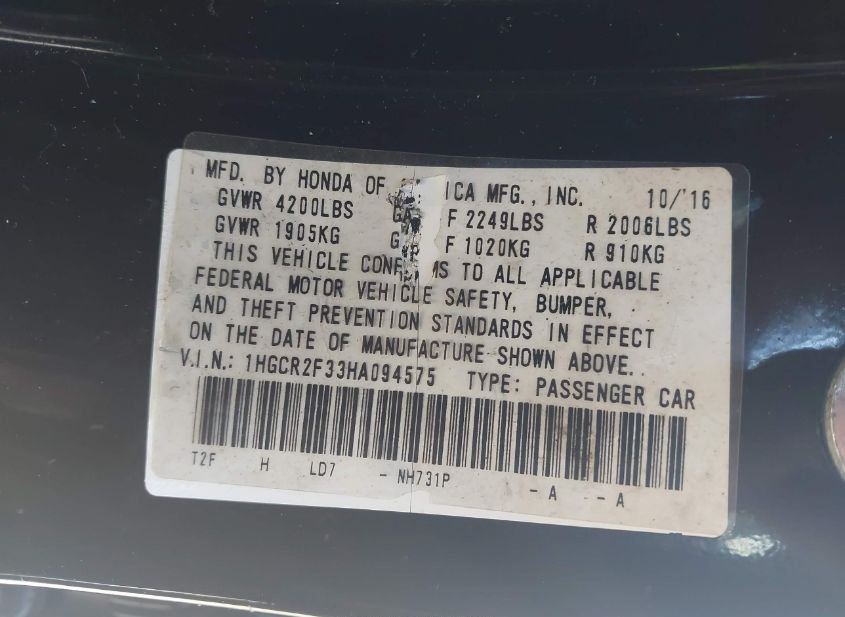 MFD. BY HONDA OF ICA MFG., INC. 10/'16
GVWR 4200LBS F 2249LBS R 2006LBS
GVWR 1905KG F 1020KG R 910KG
THIS VEHICLE TO ALL APPLICABLE
FEDERAL MOTOR VEHICLE SAFETY, BUMPER,
AND THEFT PREVENTION STANDARDS IN EFFECT
ON THE DATE OF MANUFACTURE SHOWN ABOVE.
V.I.N.: 1HGCR2F33HA094575 TYPE: PASSENGER CAR
T2F H LD7 - NH731P - A - A